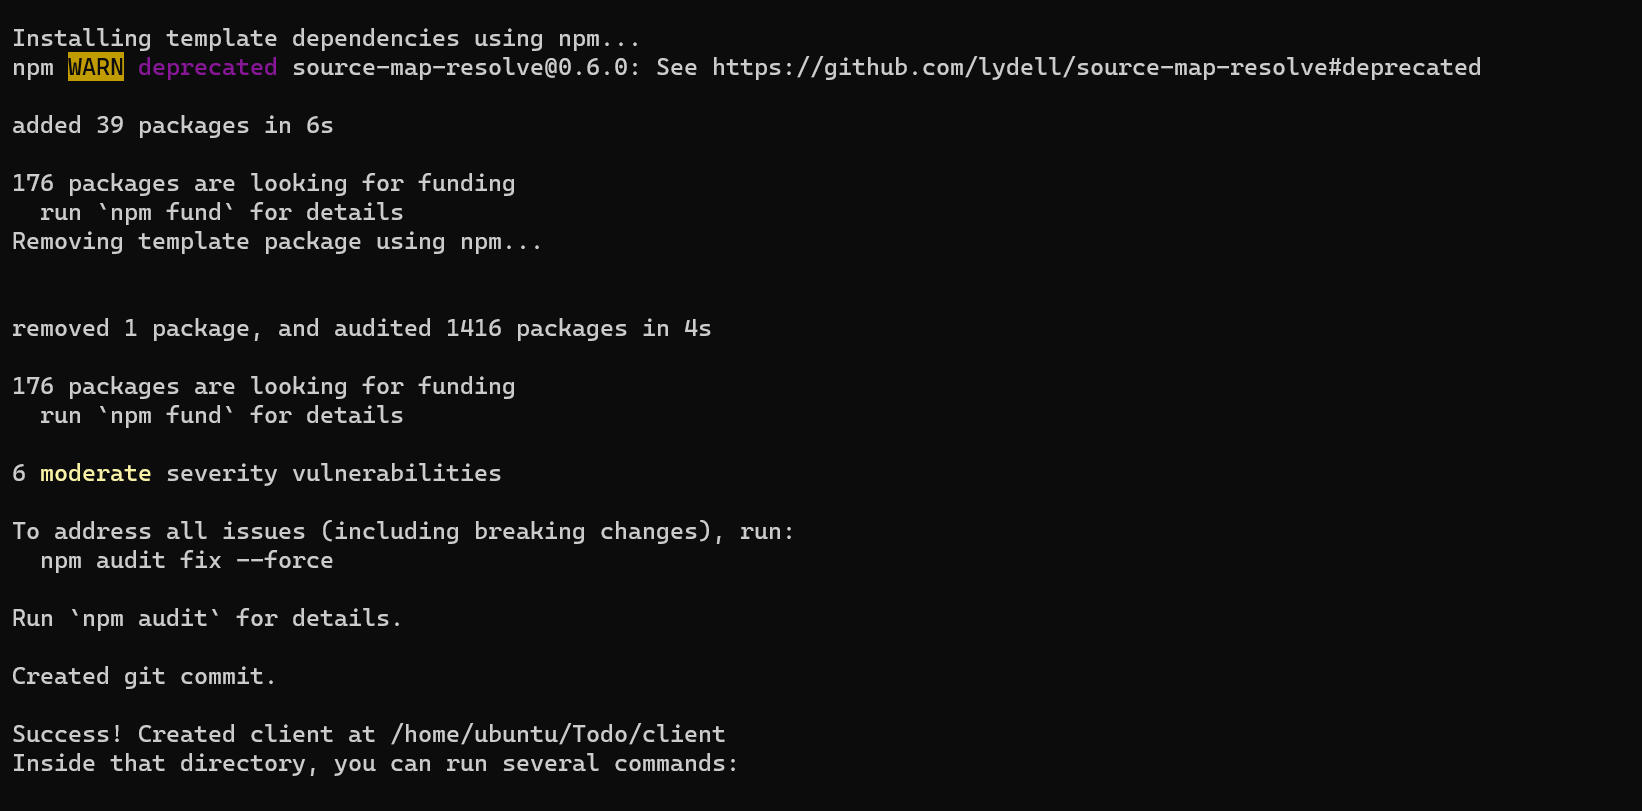 Installing template dependencies using npm...
npm WARN deprecated source-map-resolve@0.6.0: See https://github.com/lydell/source-map-resolve#deprecated
added 39 packages in 6s
176 packages are looking for funding
  run `npm fund` for details
Removing template package using npm...
removed 1 package, and audited 1416 packages in 4s
176 packages are looking for funding
  run `npm fund` for details
6 moderate severity vulnerabilities
To address all issues (including breaking changes), run:
  npm audit fix --force
Run `npm audit` for details.
Created git commit.
Success! Created client at /home/ubuntu/Todo/client
Inside that directory, you can run several commands: